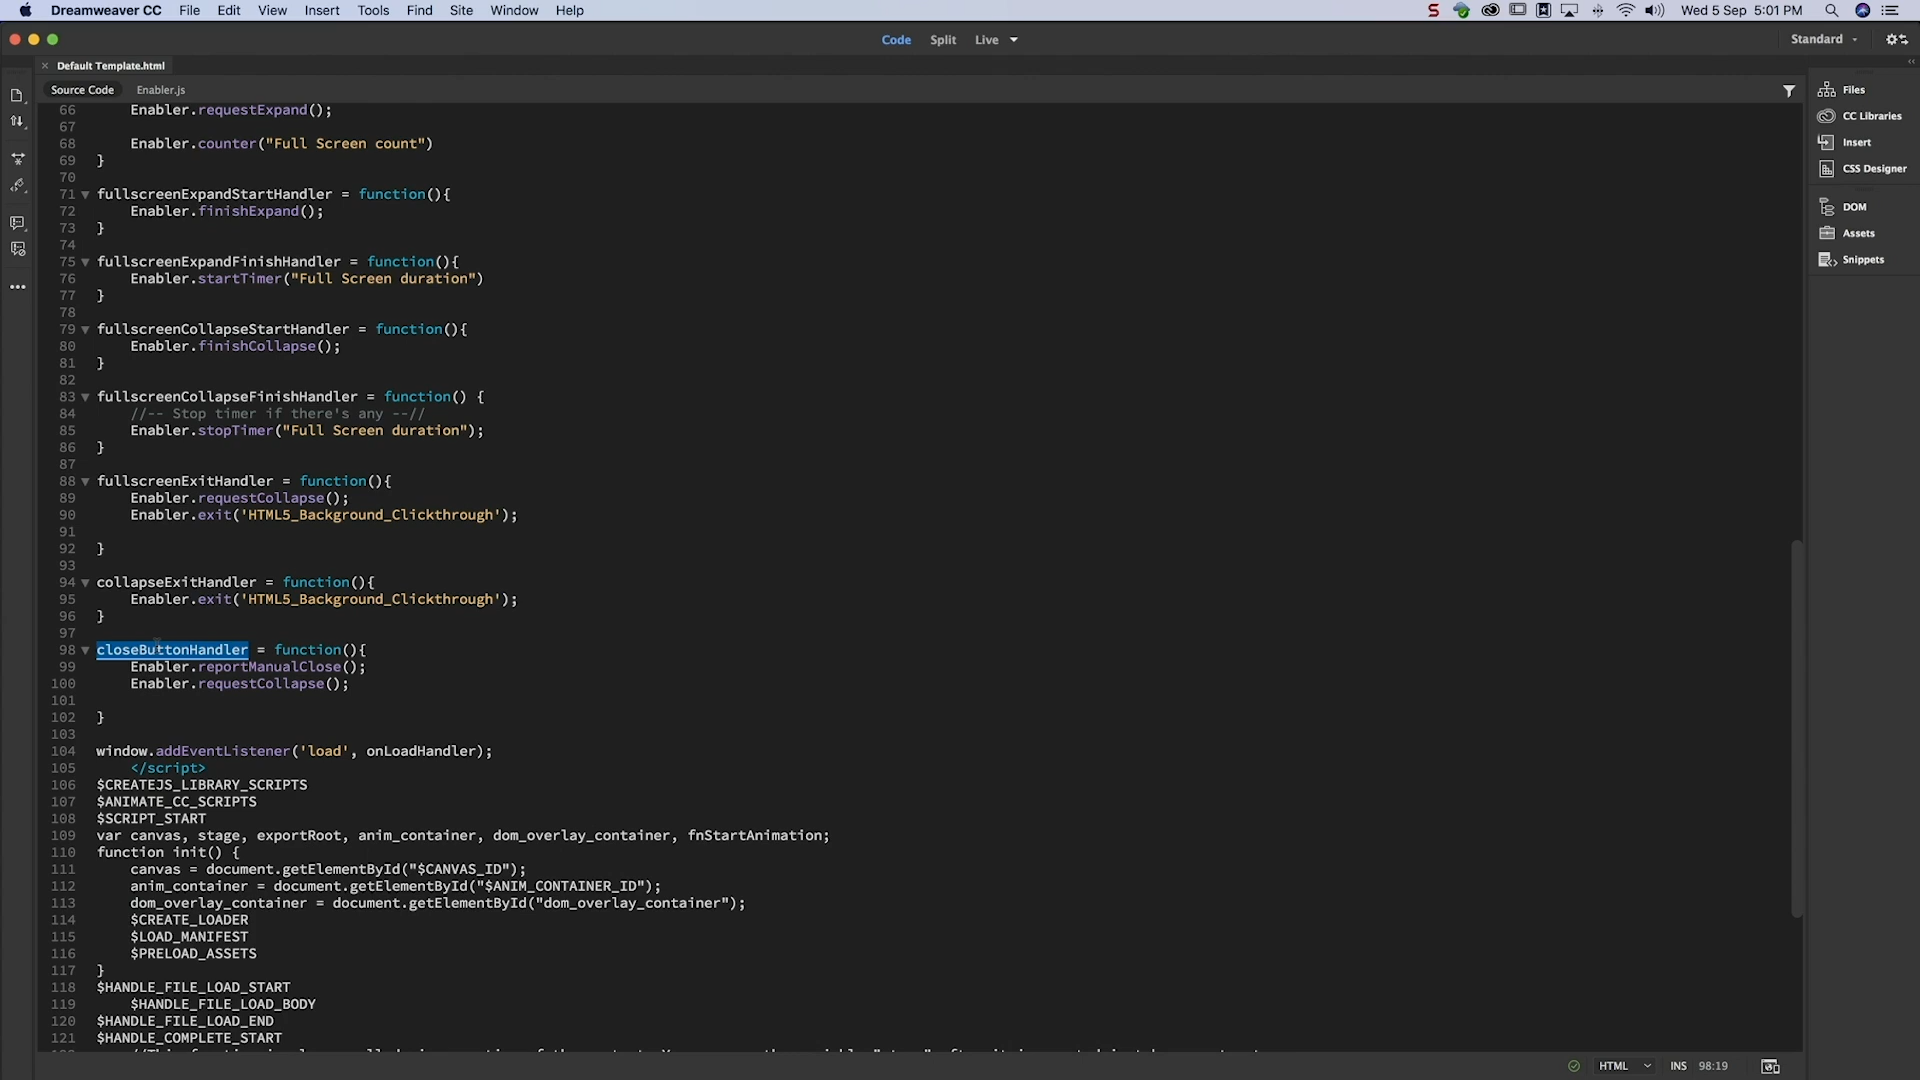 Dreamweaver CC File Edit View Insert Format Tools Find Site Window Help
Wed 5 Sep 5:01 PM
Code Split Live
Standard
Default Template.html
Source Code Enabler.js
66 Enabler.requestExpand();
67
68 Enabler.counter("Full Screen count")
69 }
70
71 fullscreenExpandStartHandler = function(){
72 Enabler.finishExpand();
73 }
74
75 fullscreenExpandFinishHandler = function(){
76 Enabler.startTimer("Full Screen duration")
77 }
78
79 fullscreenCollapseStartHandler = function(){
80 Enabler.finishCollapse();
81 }
82
83 fullscreenCollapseFinishHandler = function() {
84 //-- Stop timer if there's any --//
85 Enabler.stopTimer("Full Screen duration");
86 }
87
88 fullscreenExitHandler = function(){
89 Enabler.requestCollapse();
90 Enabler.exit('HTML5_Background_Clickthrough');
91
92 }
93
94 collapseExitHandler = function(){
95 Enabler.exit('HTML5_Background_Clickthrough');
96 }
97
98 closeButtonHandler = function(){
99 Enabler.reportManualClose();
100 Enabler.requestCollapse();
101
102 }
103
104 window.addEventListener('load', onLoadHandler);
105 </script>
106 $CREATEJS_LIBRARY_SCRIPTS
107 $ANIMATE_CC_SCRIPTS
108 $SCRIPT_START
109 var canvas, stage, exportRoot, anim_container, dom_overlay_container, fnStartAnimation;
110 function init() {
111 canvas = document.getElementById("$CANVAS_ID");
112 anim_container = document.getElementById("$ANIM_CONTAINER_ID");
113 dom_overlay_container = document.getElementById("dom_overlay_container");
114 $CREATE_LOADER
115 $LOAD_MANIFEST
116 $PRELOAD_ASSETS
117 }
118 $HANDLE_FILE_LOAD_START
119 $HANDLE_FILE_LOAD_BODY
120 $HANDLE_FILE_LOAD_END
121 $HANDLE_COMPLETE_START
Files
CC Libraries
Insert
CSS Designer
DOM
Assets
Snippets
HTML INS 98:19